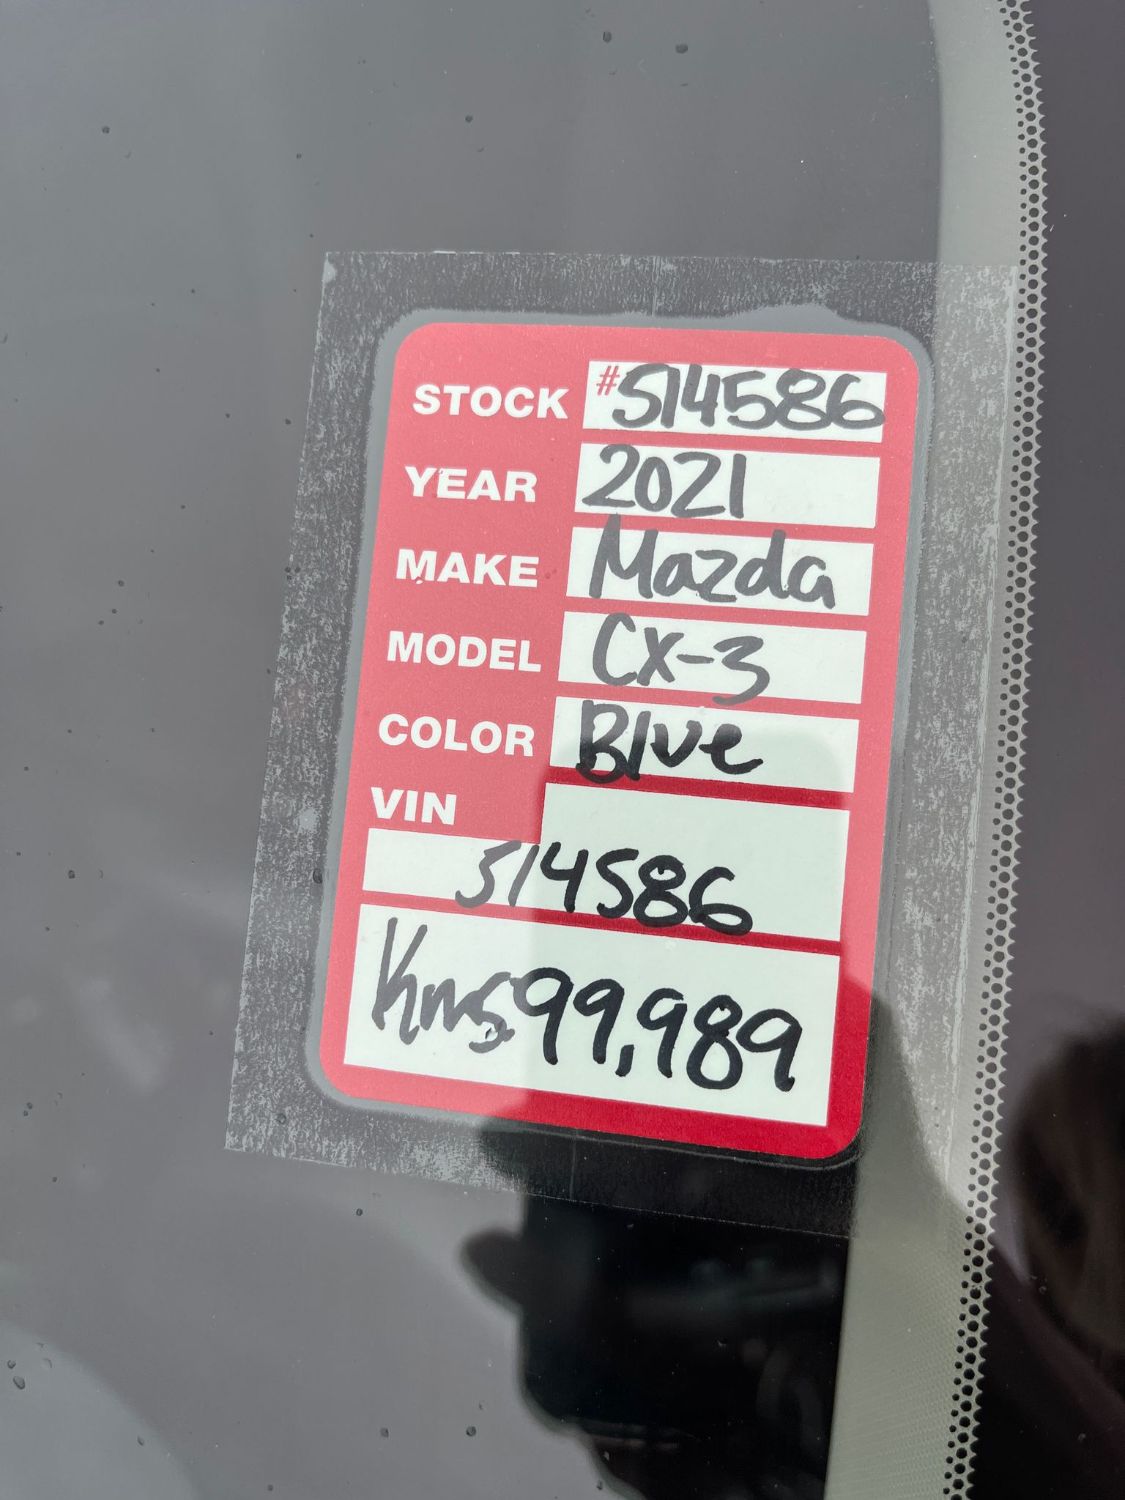 STOCK #514586
YEAR 2021
MAKE Mazda
MODEL CX-3
COLOR Blue
VIN
514586
Kms 99,989